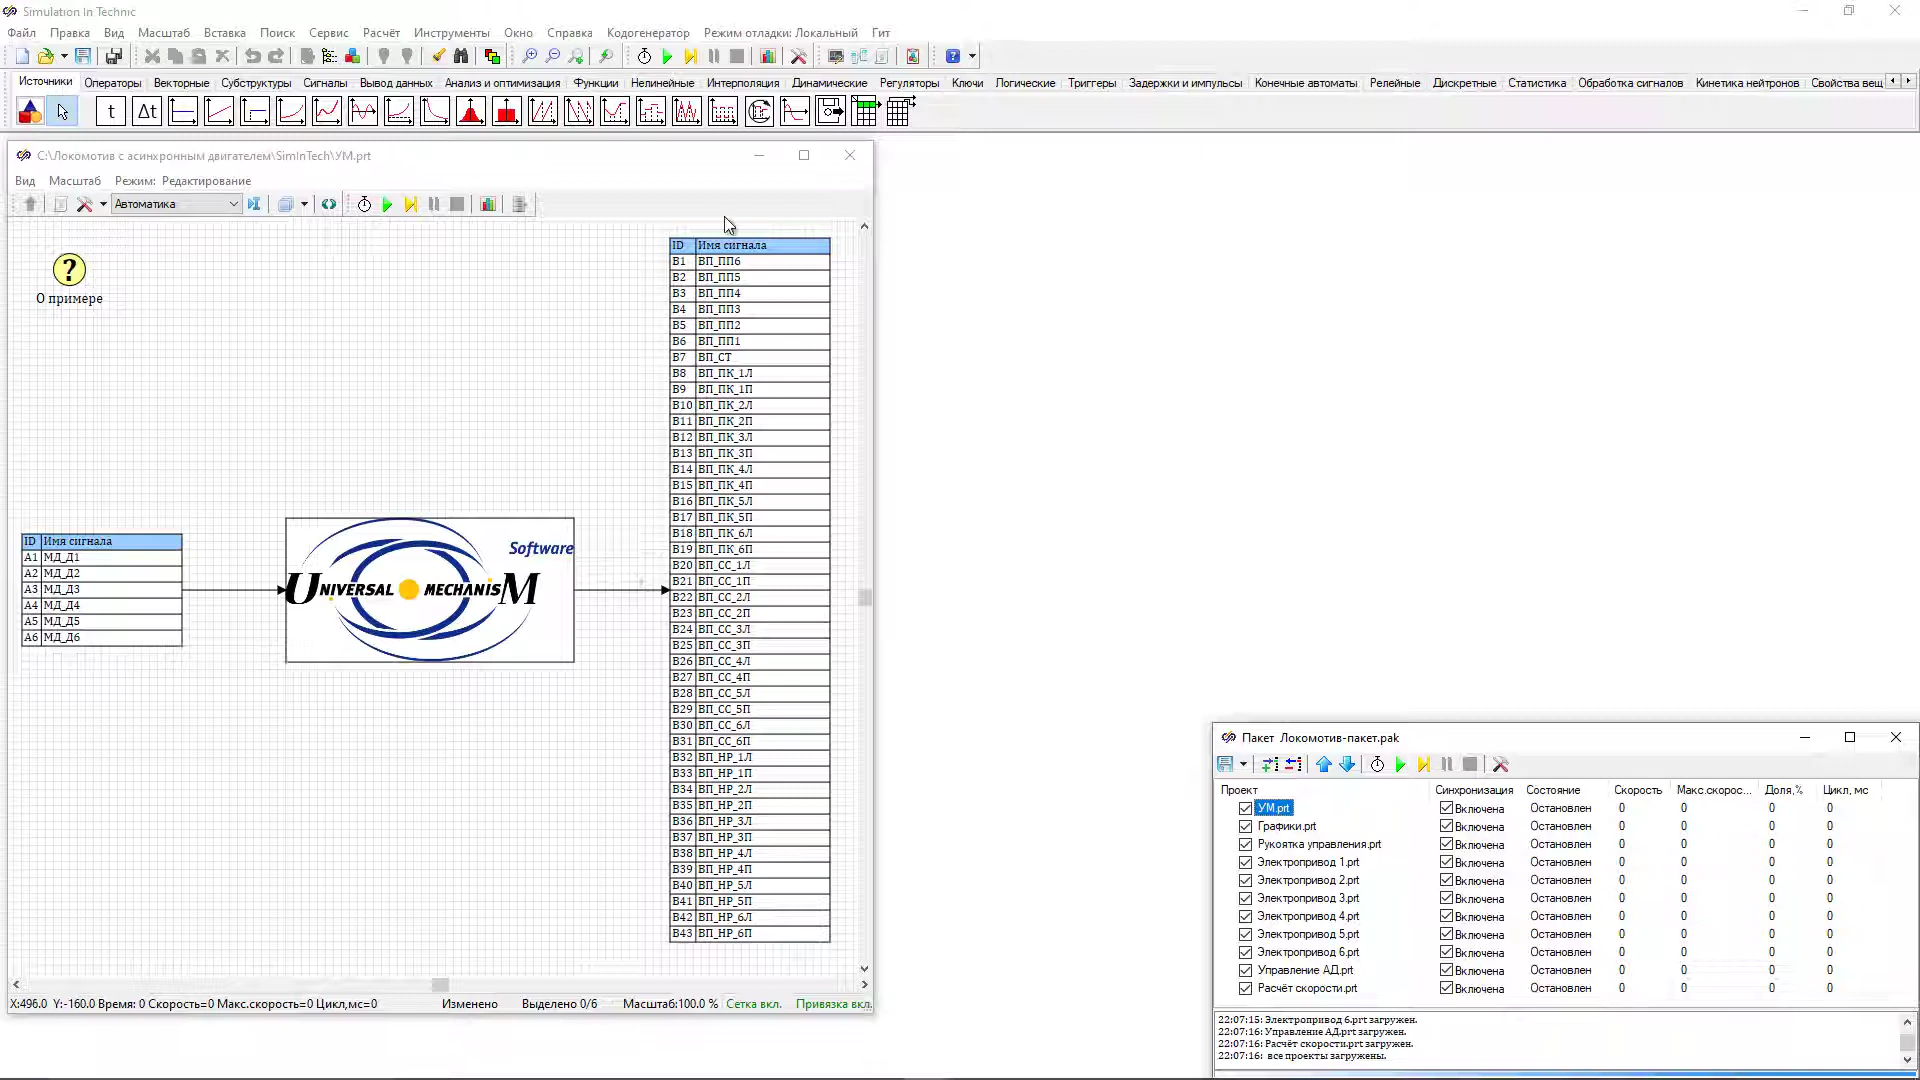 Simulation In Technic
Файл Правка Вид Масштаб Вставка Поиск Сервис Расчёт Инструменты Окно Справка Кодогенератор Режим отладки: Локальный Гит
Источники Операторы Векторные Субструктуры Сигналы Вывод данных Анализ и оптимизация Функции Нелинейные Интерполяция Динамические Регуляторы Ключи Логические Триггеры Задержки и импульсы Конечные автоматы Релейные Дискретные Статистика Обработка сигналов Кинетика нейтронов Свойства вещ
t Δt
C:\Локомотив с асинхронным двигателем\SimInTech\УМ.prt
Вид Масштаб Режим: Редактирование
Автоматика
?
О примере
ID Имя сигнала
A1 МД_Д1
A2 МД_Д2
A3 МД_Д3
A4 МД_Д4
A5 МД_Д5
A6 МД_Д6
Software
UNIVERSAL MECHANISM
ID Имя сигнала
B1 ВП_ПП6
B2 ВП_ПП5
B3 ВП_ПП4
B4 ВП_ПП3
B5 ВП_ПП2
B6 ВП_ПП1
B7 ВП_СТ
B8 ВП_ПК_1Л
B9 ВП_ПК_1П
B10 ВП_ПК_2Л
B11 ВП_ПК_2П
B12 ВП_ПК_3Л
B13 ВП_ПК_3П
B14 ВП_ПК_4Л
B15 ВП_ПК_4П
B16 ВП_ПК_5Л
B17 ВП_ПК_5П
B18 ВП_ПК_6Л
B19 ВП_ПК_6П
B20 ВП_СС_1Л
B21 ВП_СС_1П
B22 ВП_СС_2Л
B23 ВП_СС_2П
B24 ВП_СС_3Л
B25 ВП_СС_3П
B26 ВП_СС_4Л
B27 ВП_СС_4П
B28 ВП_СС_5Л
B29 ВП_СС_5П
B30 ВП_СС_6Л
B31 ВП_СС_6П
B32 ВП_НР_1Л
B33 ВП_НР_1П
B34 ВП_НР_2Л
B35 ВП_НР_2П
B36 ВП_НР_3Л
B37 ВП_НР_3П
B38 ВП_НР_4Л
B39 ВП_НР_4П
B40 ВП_НР_5Л
B41 ВП_НР_5П
B42 ВП_НР_6Л
B43 ВП_НР_6П
X:496.0 Y:-160.0 Время: 0 Скорость=0 Макс.скорость=0 Цикл,мс=0 Изменено Выделено 0/6 Масштаб:100.0 % Сетка вкл. Привязка вкл.
Пакет Локомотив-пакет.pak
Проект Синхронизация Состояние Скорость Макс.скорос... Доля,% Цикл, мс
УМ.prt Включена Остановлен 0 0 0 0
Графики.prt Включена Остановлен 0 0 0 0
Рукоятка управления.prt Включена Остановлен 0 0 0 0
Электропривод 1.prt Включена Остановлен 0 0 0 0
Электропривод 2.prt Включена Остановлен 0 0 0 0
Электропривод 3.prt Включена Остановлен 0 0 0 0
Электропривод 4.prt Включена Остановлен 0 0 0 0
Электропривод 5.prt Включена Остановлен 0 0 0 0
Электропривод 6.prt Включена Остановлен 0 0 0 0
Управление АД.prt Включена Остановлен 0 0 0 0
Расчёт скорости.prt Включена Остановлен 0 0 0 0
22:07:15: Электропривод 6.prt загружен.
22:07:16: Управление АД.prt загружен.
22:07:16: Расчёт скорости.prt загружен.
22:07:16: все проекты загружены.